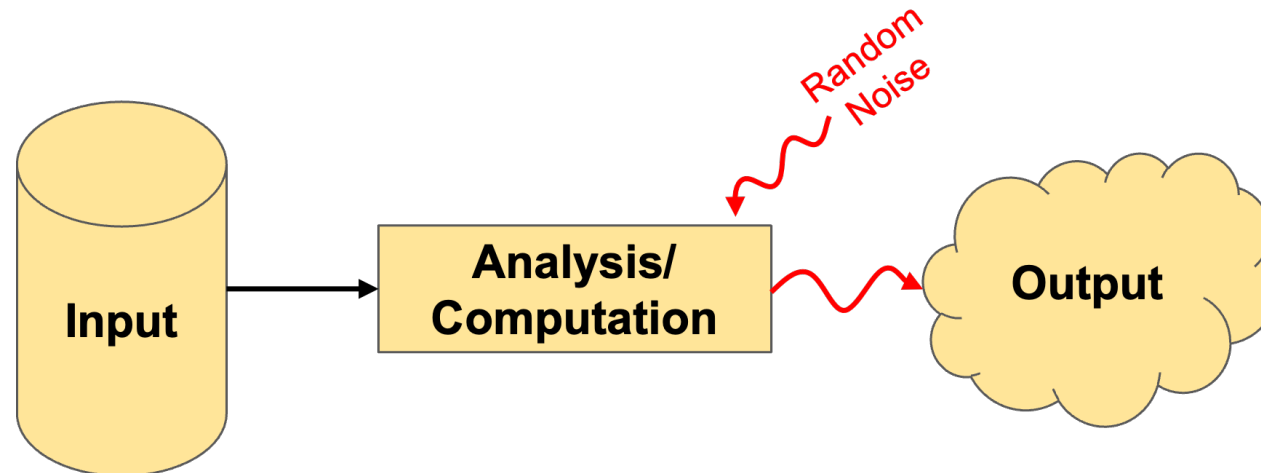 Random
Noise
Input
Analysis/
Computation
Output